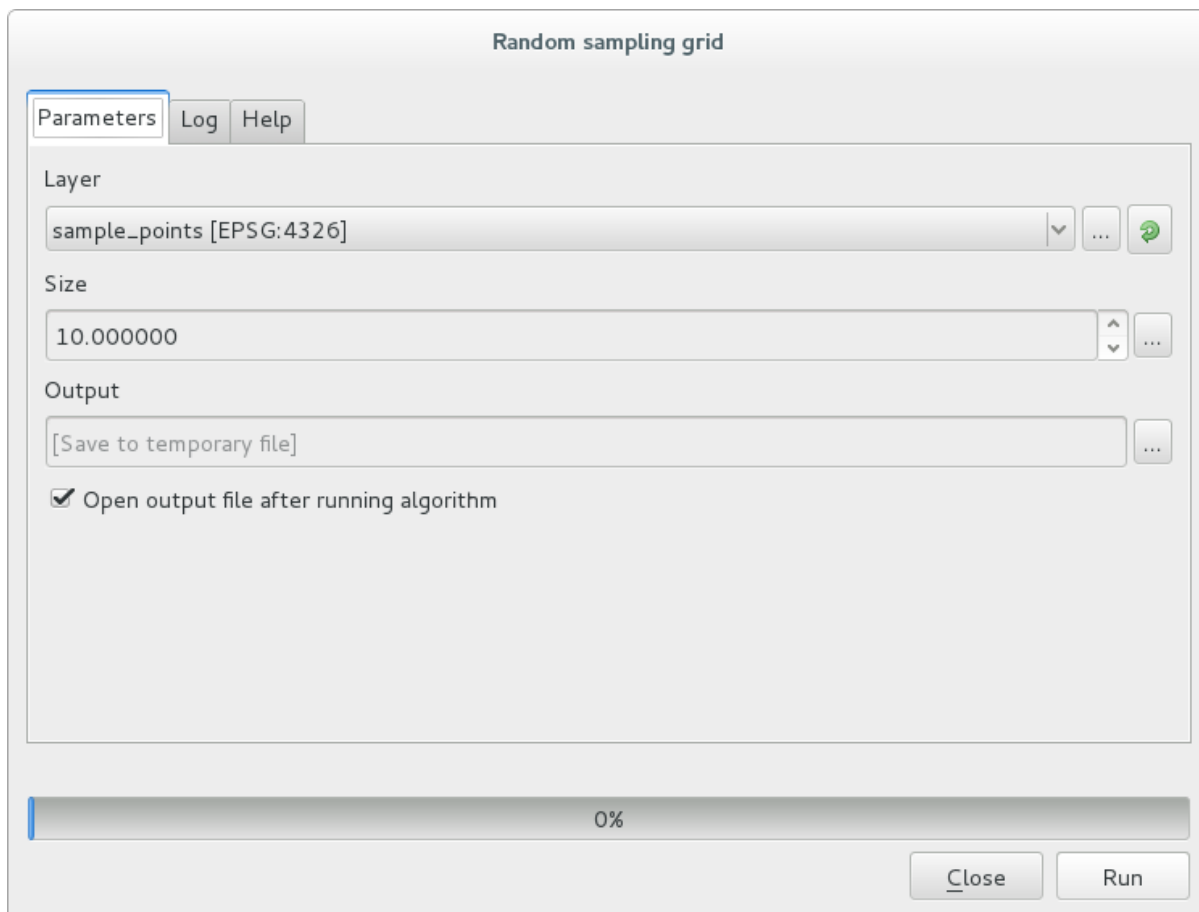 Random sampling grid
Parameters Log Help
Layer
sample_points [EPSG:4326] ...
Size
10.000000 ...
Output
[Save to temporary file] ...
Open output file after running algorithm
0%
Close Run